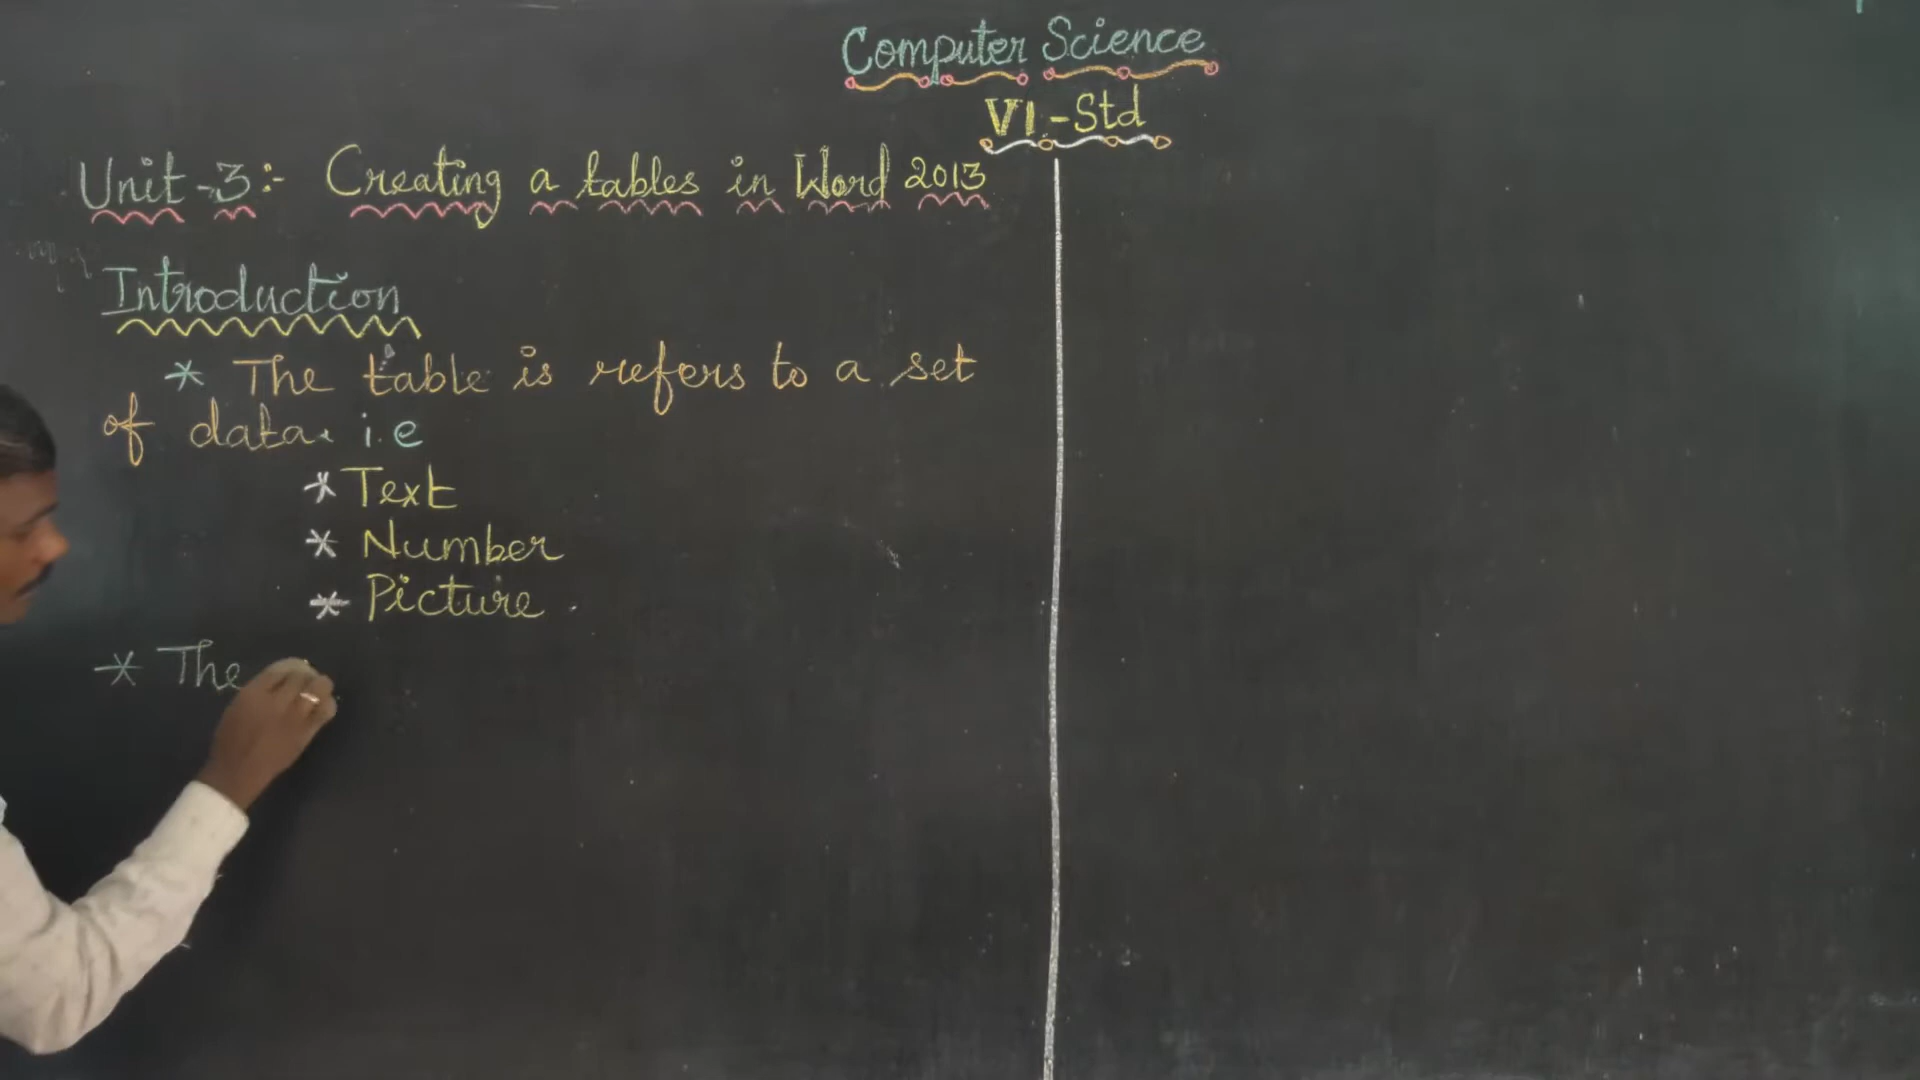 Computer Science
VI-Std
Unit-3:- Creating a tables in Word 2013
Introduction
* The table is refers to a set
of data. i.e
* Text
* Number
* Picture.
* The